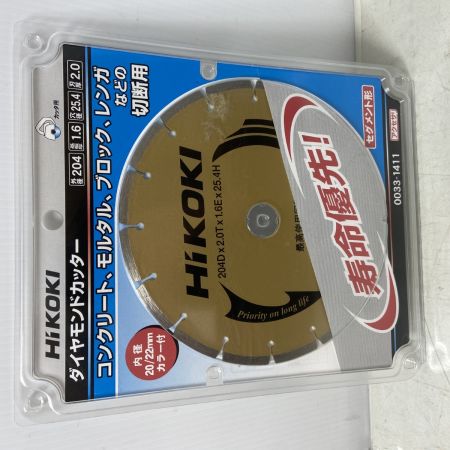 HiKOKI
ダイヤモンドカッター
コンクリート、モルタル、ブロック、レンガ
などの
切断用
カッタ用
外径 204 1.6 穴径 25.4 2.0
HiKOKI
204D x 2.0T x 1.6E x 25.4H
Priority on long life
内径
20/22mm
カラー付
寿命優先!
セグメント形
0033-1411